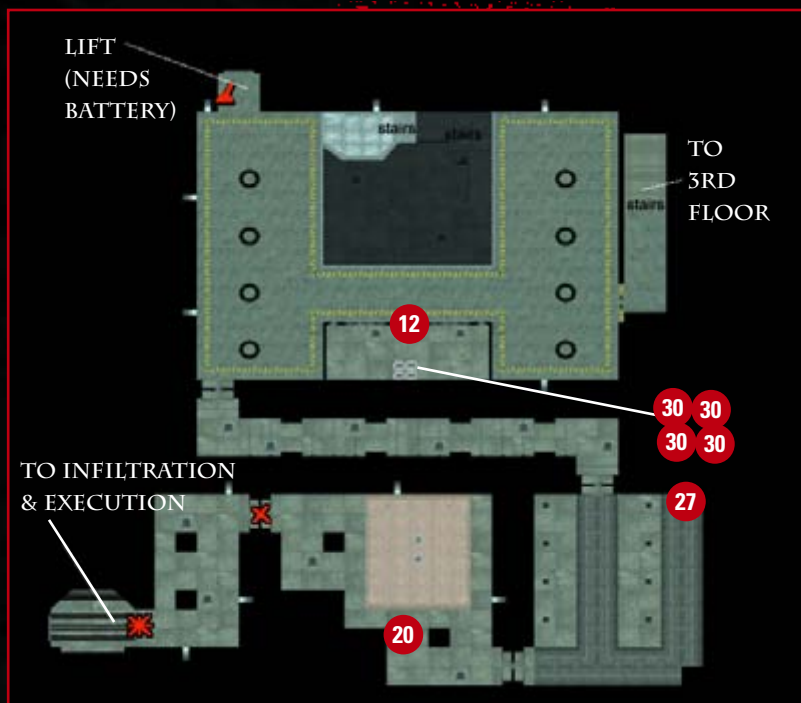 LIFT
(NEEDS
BATTERY)
stairs
stairs
TO
3RD
FLOOR
stairs
12
30 30
30 30
TO INFILTRATION
& EXECUTION
27
20